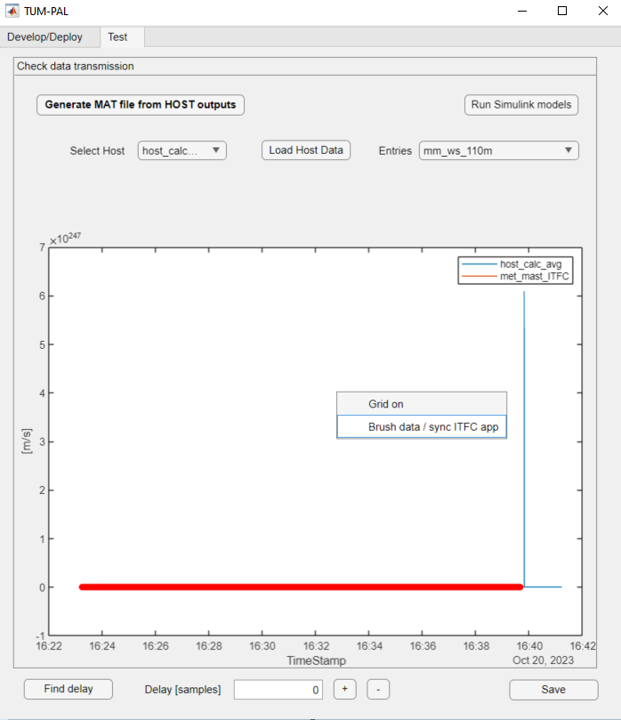 TUM-PAL
Develop/Deploy Test
Check data transmission
Generate MAT file from HOST outputs Run Simulink models
Select Host host_calc... Load Host Data Entries mm_ws_110m
×10^247
7
host_calc_avg
met_mast_ITFC
6
5
4
Grid on
Brush data / sync ITFC app
[m/s]
3
2
1
0
-1
16:22 16:24 16:26 16:28 16:30 16:32 16:34 16:36 16:38 16:40 16:42
TimeStamp Oct 20, 2023
Find delay Delay [samples] 0 + - Save